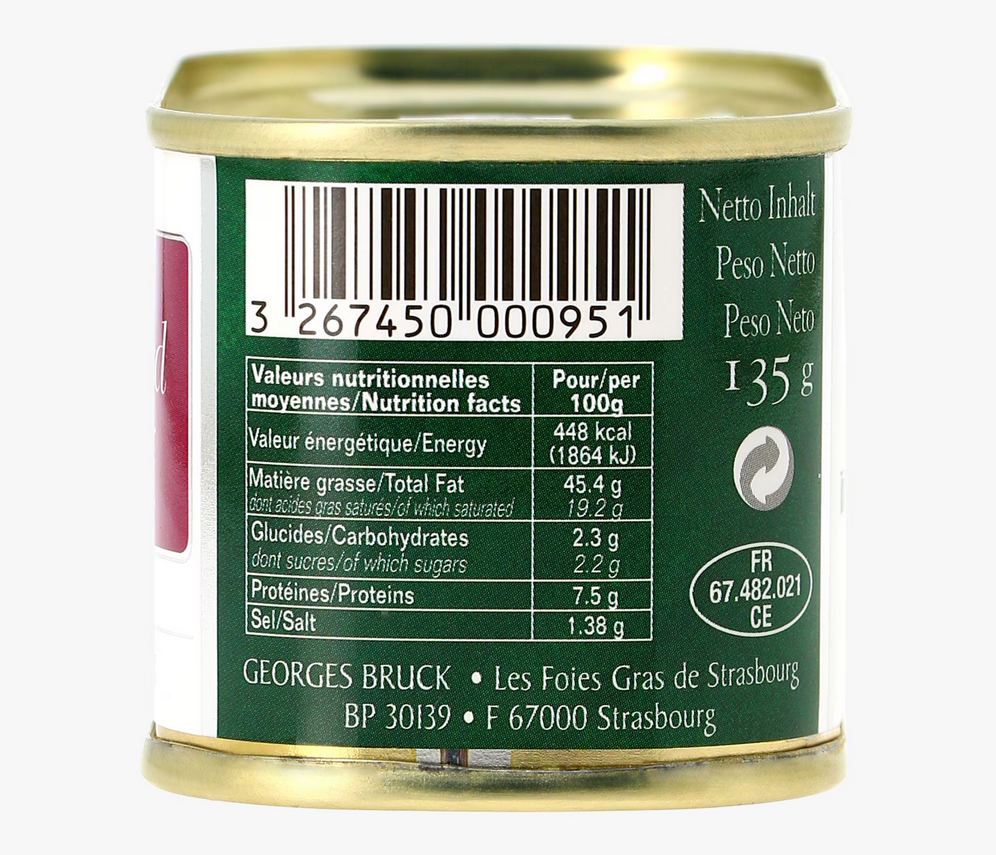 d
3 267450 000951
Netto Inhalt
Peso Netto
Peso Neto
135 g
Valeurs nutritionnelles
moyennes/Nutrition facts
Pour/per
100g
Valeur énergétique/Energy
448 kcal
(1864 kJ)
Matière grasse/Total Fat
45.4 g
dont acides gras saturés/of which saturated
19.2 g
Glucides/Carbohydrates
2.3 g
dont sucres/of which sugars
2.2 g
Protéines/Proteins
7.5 g
Sel/Salt
1.38 g
FR
67.482.021
CE
GEORGES BRUCK • Les Foies Gras de Strasbourg
BP 30139 • F 67000 Strasbourg